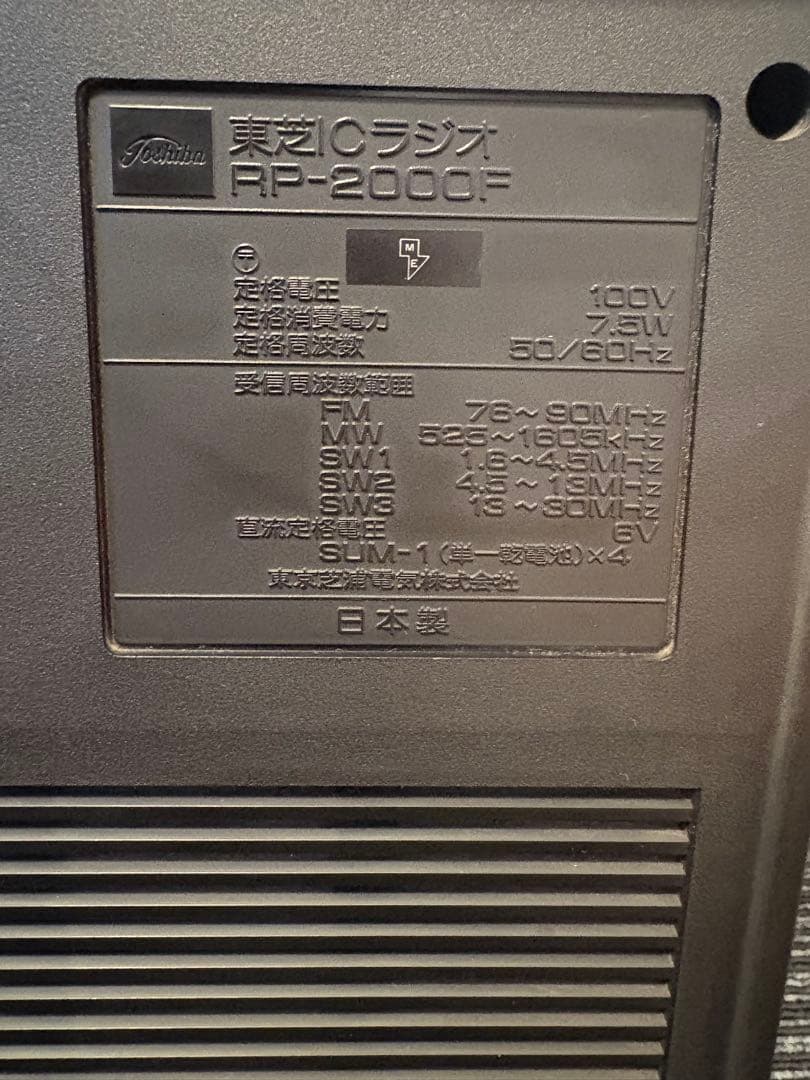 Toshiba
東芝ICラジオ
RP-2000F
M
E
〒
定格電圧 100V
定格消費電力 7.5W
定格周波数 50/60Hz
受信周波数範囲
FM 76~90MHz
MW 525~1605kHz
SW1 1.6~4.5MHz
SW2 4.5~13MHz
SW3 13~30MHz
直流定格電圧 6V
SUM-1(単一乾電池)×4
東京芝浦電気株式会社
日本製